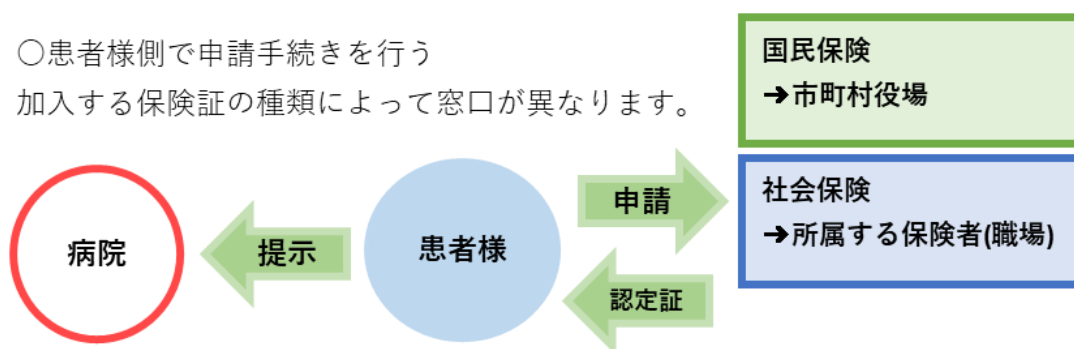 ○患者様側で申請手続きを行う
加入する保険証の種類によって窓口が異なります。
国民保険
→市町村役場
社会保険
→所属する保険者(職場)
病院
提示
患者様
申請
認定証